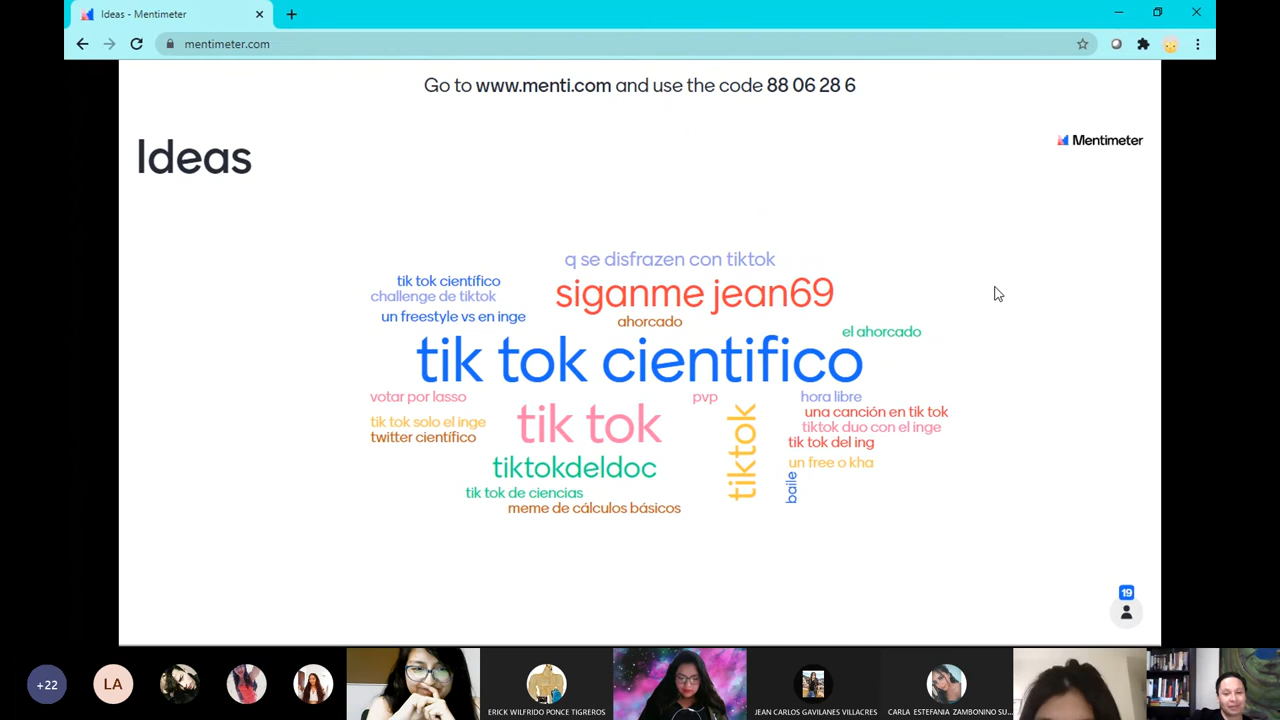 Ideas - Mentimeter
mentimeter.com
Go to www.menti.com and use the code 88 06 28 6
Mentimeter
Ideas
q se disfrazen con tiktok
tik tok científico
siganme jean69
challenge de tiktok
un freestyle vs en inge
ahorcado
el ahorcado
tik tok cientifico
votar por lasso
pvp
hora libre
una canción en tik tok
tik tok
tiktok
tik tok solo el inge
tiktok duo con el inge
twitter científico
tik tok del ing
tiktokdeldoc
un free o kha
baile
tik tok de ciencias
meme de cálculos básicos
19
+22
LA
ERICK WILFRIDO PONCE TIGREROS
JEAN CARLOS GAVILANES VILLACRES
CARLA ESTEFANIA ZAMBONINO SU...